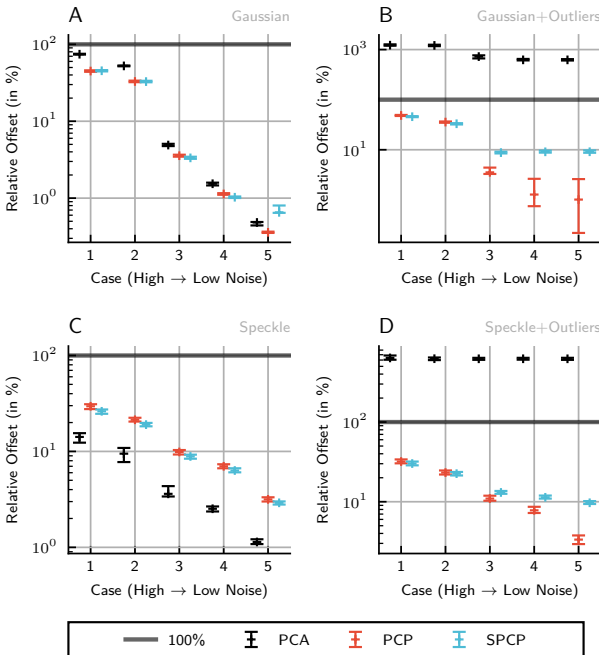 A Gaussian
Relative Offset (in %)
10² 10¹ 10⁰
1 2 3 4 5
Case (High → Low Noise)
B Gaussian+Outliers
Relative Offset (in %)
10³ 10¹
1 2 3 4 5
Case (High → Low Noise)
C Speckle
Relative Offset (in %)
10² 10¹ 10⁰
1 2 3 4 5
Case (High → Low Noise)
D Speckle+Outliers
Relative Offset (in %)
10² 10¹
1 2 3 4 5
Case (High → Low Noise)
100% PCA PCP SPCP